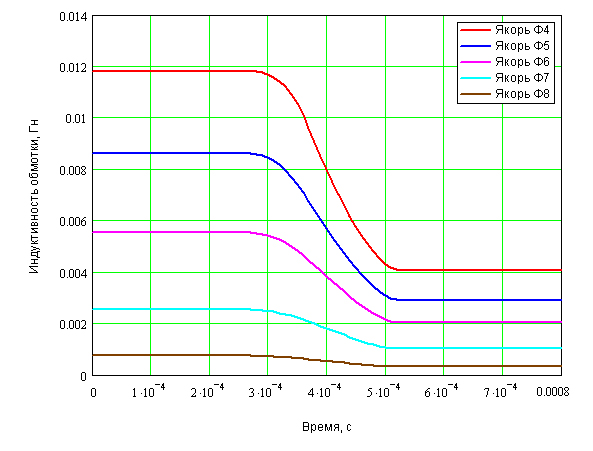 0.014
0.012
0.01
0.008
0.006
0.004
0.002
0
Индуктивность обмотки, Гн
Якорь Ф4
Якорь Ф5
Якорь Ф6
Якорь Ф7
Якорь Ф8
0 1·10⁻⁴ 2·10⁻⁴ 3·10⁻⁴ 4·10⁻⁴ 5·10⁻⁴ 6·10⁻⁴ 7·10⁻⁴ 0.0008
Время, с